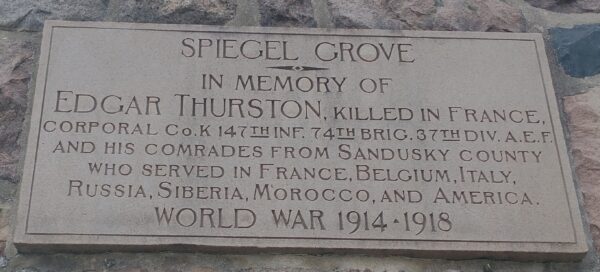 SPIEGEL GROVE
IN MEMORY OF
EDGAR THURSTON, KILLED IN FRANCE,
CORPORAL CO. K 147TH INF. 74TH BRIG. 37TH DIV. A.E.F.
AND HIS COMRADES FROM SANDUSKY COUNTY
WHO SERVED IN FRANCE, BELGIUM, ITALY,
RUSSIA, SIBERIA, MOROCCO, AND AMERICA.
WORLD WAR 1914 · 1918